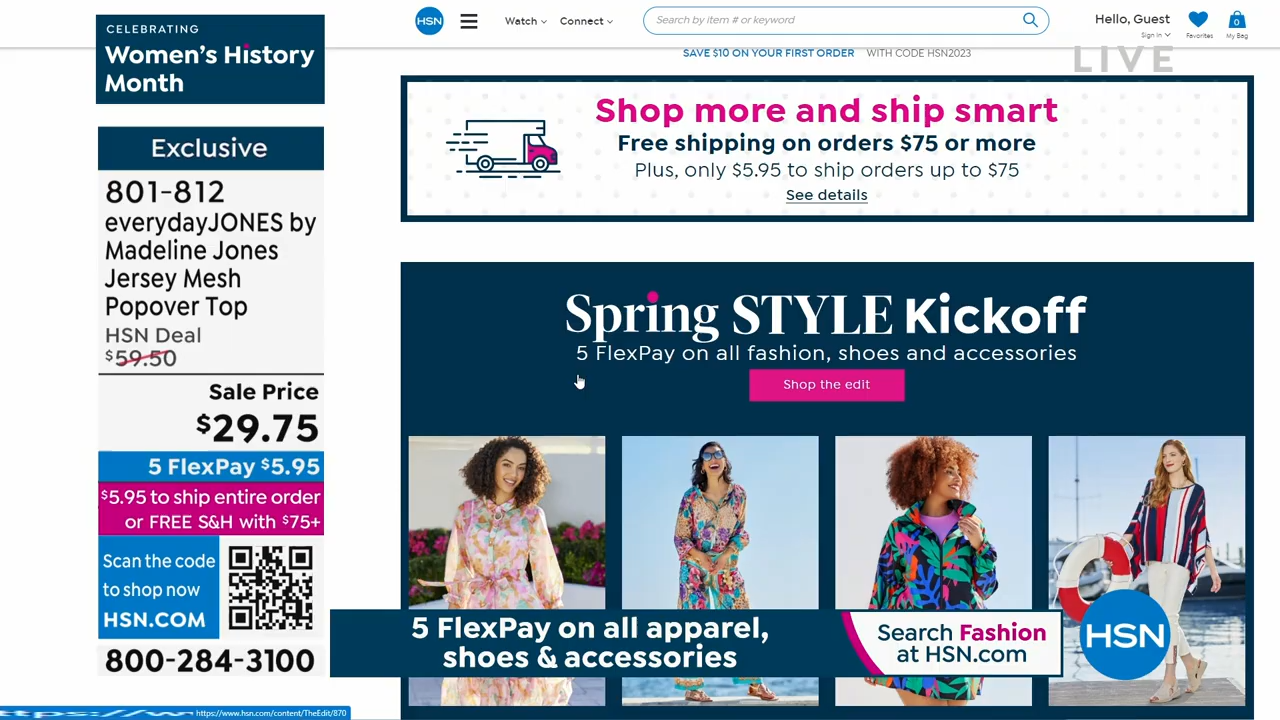 CELEBRATING
Women's History
Month
Exclusive
801-812
everydayJONES by
Madeline Jones
Jersey Mesh
Popover Top
HSN Deal
$59.50
Sale Price
$29.75
5 FlexPay $5.95
$5.95 to ship entire order
or FREE S&H with $75+
Scan the code
to shop now
HSN.COM
800-284-3100
HSN
Watch
Connect
Search by item # or keyword
Hello, Guest
Sign in
Favorites
0
My Bag
LIVE
SAVE $10 ON YOUR FIRST ORDER WITH CODE HSN2023
Shop more and ship smart
Free shipping on orders $75 or more
Plus, only $5.95 to ship orders up to $75
See details
Spring STYLE Kickoff
5 FlexPay on all fashion, shoes and accessories
Shop the edit
5 FlexPay on all apparel,
shoes & accessories
Search Fashion
at HSN.com
HSN
https://www.hsn.com/content/TheEdit/870